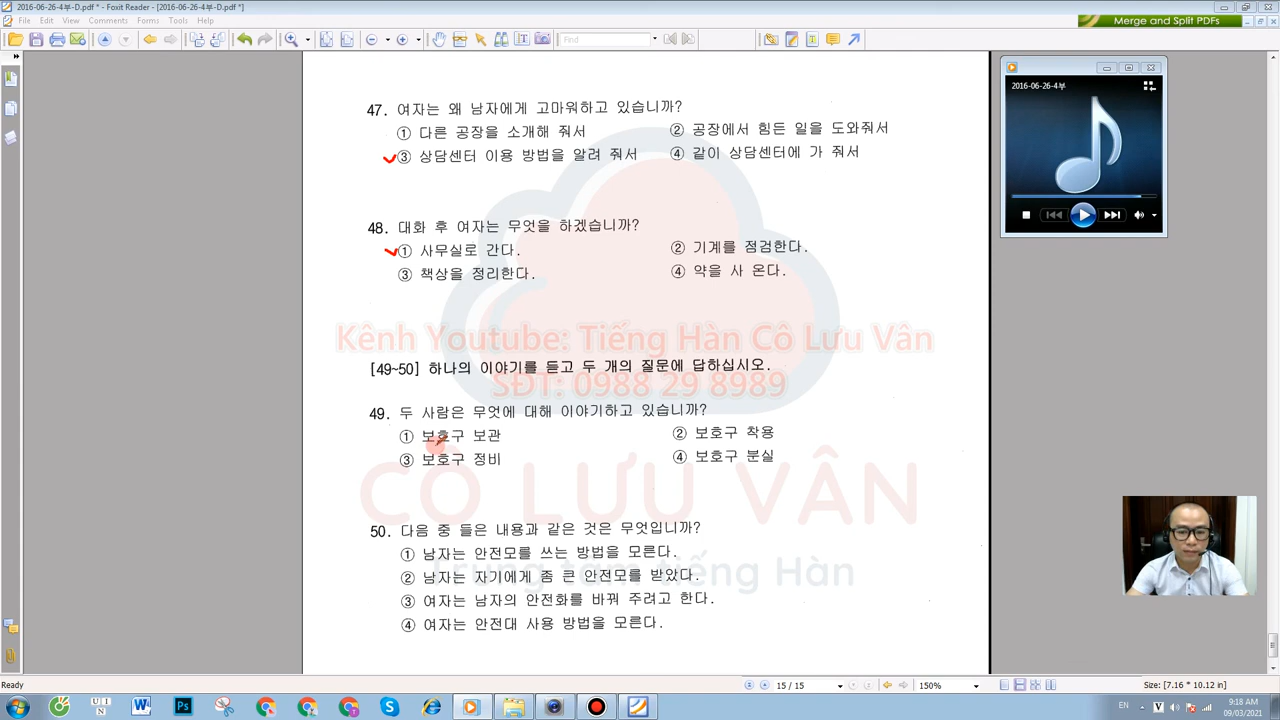 2016-06-26-4부-D.pdf * - Foxit Reader - [2016-06-26-4부-D.pdf *]
File Edit View Comments Forms Tools Help
Merge and Split PDFs
Find
2016-06-26-4부
47. 여자는 왜 남자에게 고마워하고 있습니까?
① 다른 공장을 소개해 줘서 ② 공장에서 힘든 일을 도와줘서
③ 상담센터 이용 방법을 알려 줘서 ④ 같이 상담센터에 가 줘서
48. 대화 후 여자는 무엇을 하겠습니까?
① 사무실로 간다. ② 기계를 점검한다.
③ 책상을 정리한다. ④ 약을 사 온다.
Kênh Youtube: Tiếng Hàn Cô Lưu Vân
[49~50] 하나의 이야기를 듣고 두 개의 질문에 답하십시오.
SĐT: 0988 29 8989
49. 두 사람은 무엇에 대해 이야기하고 있습니까?
① 보호구 보관 ② 보호구 착용
③ 보호구 정비 ④ 보호구 분실
CÔ LƯU VÂN
50. 다음 중 들은 내용과 같은 것은 무엇입니까?
① 남자는 안전모를 쓰는 방법을 모른다.
Trung tâm tiếng Hàn
② 남자는 자기에게 좀 큰 안전모를 받았다.
③ 여자는 남자의 안전화를 바꿔 주려고 한다.
④ 여자는 안전대 사용 방법을 모른다.
Ready
15 / 15
150%
Size: [7.16 * 10.12 in]
EN
9:18 AM
09/03/2021